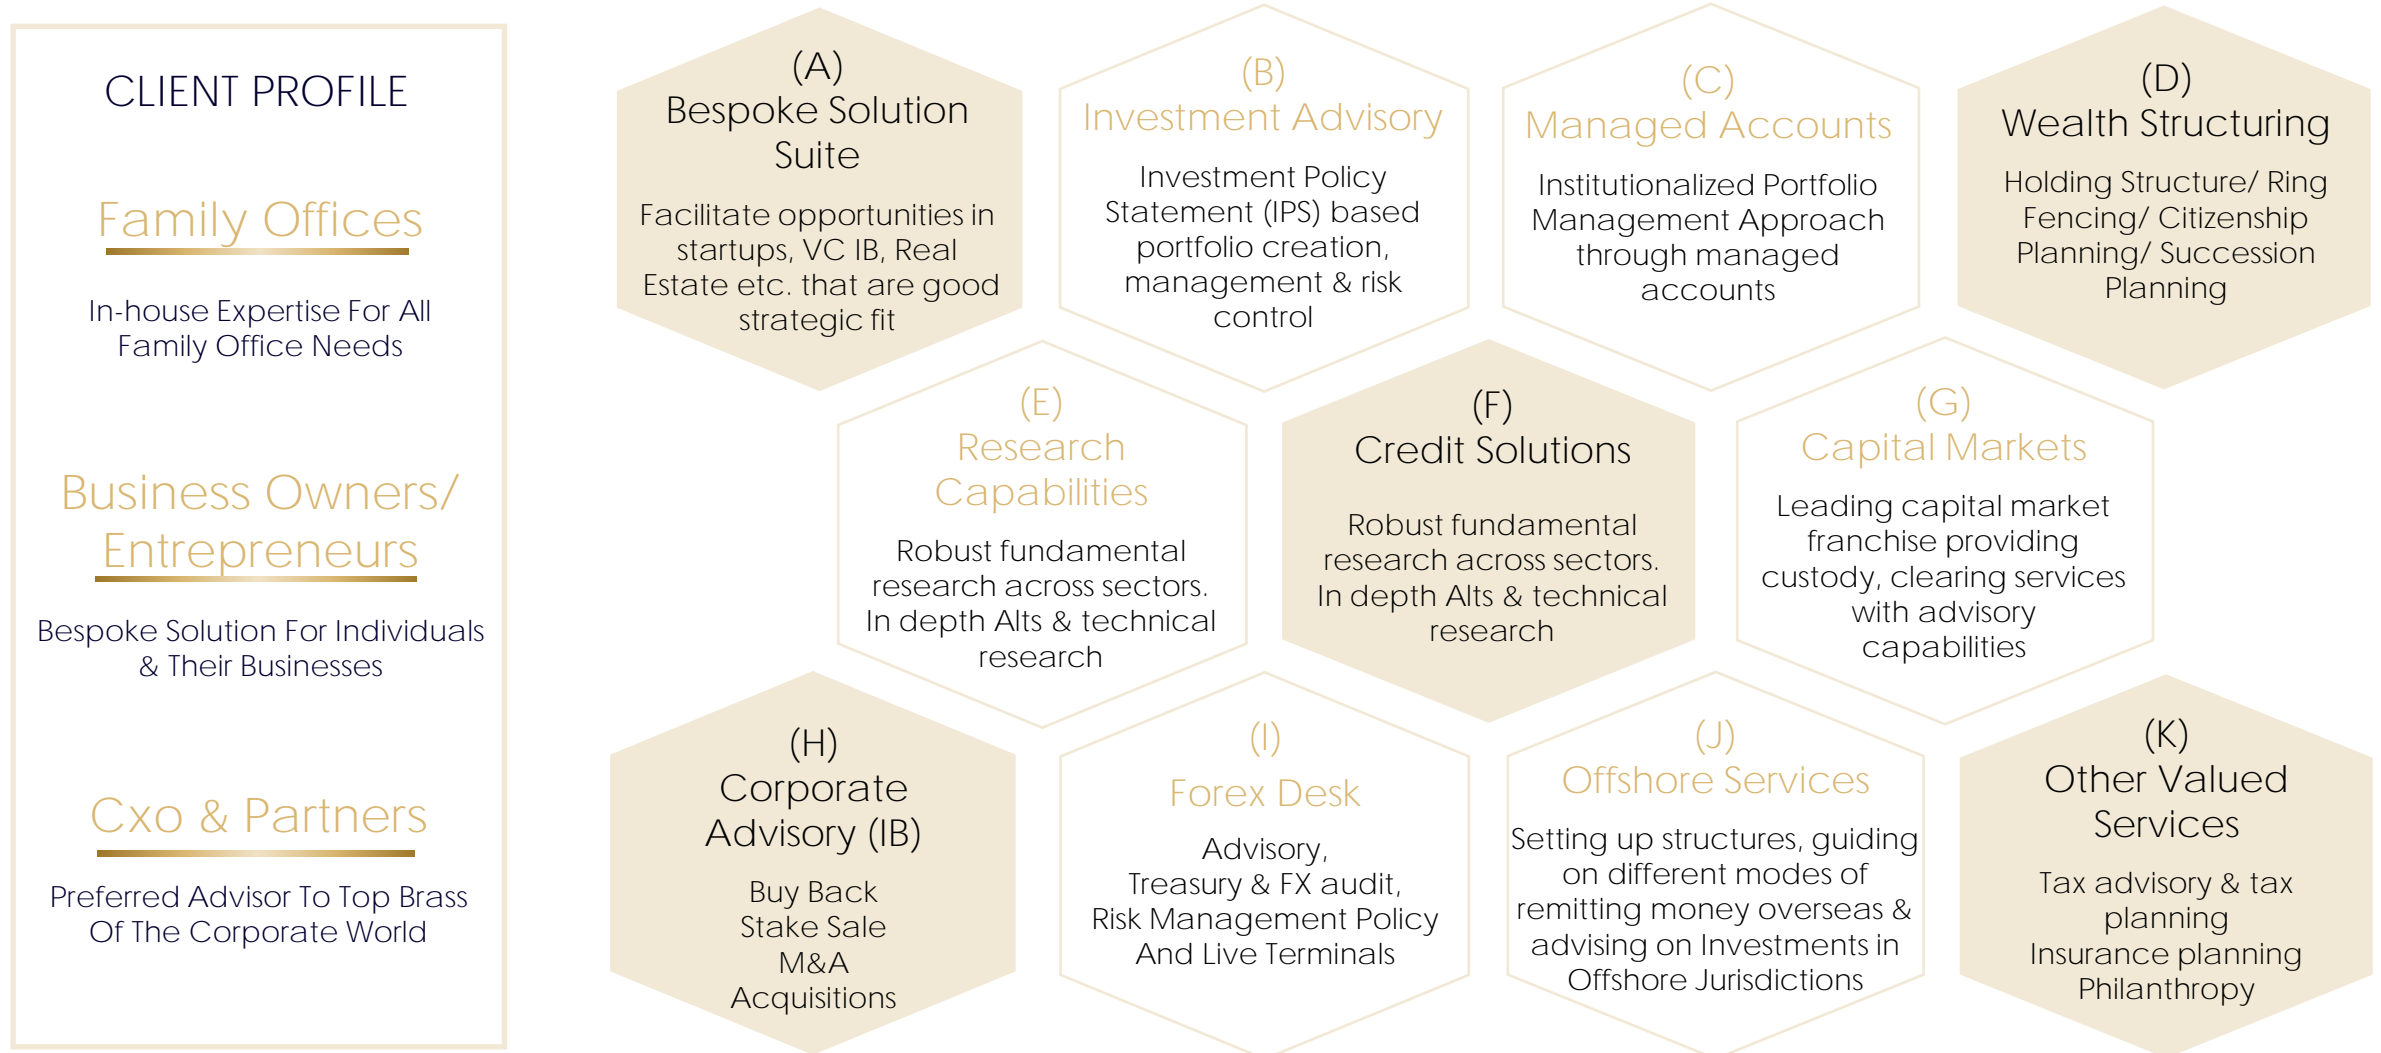 CLIENT PROFILE
Family Offices
In-house Expertise For All
Family Office Needs
Business Owners/
Entrepreneurs
Bespoke Solution For Individuals
& Their Businesses
Cxo & Partners
Preferred Advisor To Top Brass
Of The Corporate World
(A)
Bespoke Solution
Suite
Facilitate opportunities in
startups, VC IB, Real
Estate etc. that are good
strategic fit
(B)
Investment Advisory
Investment Policy
Statement (IPS) based
portfolio creation,
management & risk
control
(C)
Managed Accounts
Institutionalized Portfolio
Management Approach
through managed
accounts
(D)
Wealth Structuring
Holding Structure/ Ring
Fencing/ Citizenship
Planning/ Succession
Planning
(E)
Research
Capabilities
Robust fundamental
research across sectors.
In depth Alts & technical
research
(F)
Credit Solutions
Robust fundamental
research across sectors.
In depth Alts & technical
research
(G)
Capital Markets
Leading capital market
franchise providing
custody, clearing services
with advisory
capabilities
(H)
Corporate
Advisory (IB)
Buy Back
Stake Sale
M&A
Acquisitions
(I)
Forex Desk
Advisory,
Treasury & FX audit,
Risk Management Policy
And Live Terminals
(J)
Offshore Services
Setting up structures, guiding
on different modes of
remitting money overseas &
advising on Investments in
Offshore Jurisdictions
(K)
Other Valued
Services
Tax advisory & tax
planning
Insurance planning
Philanthropy